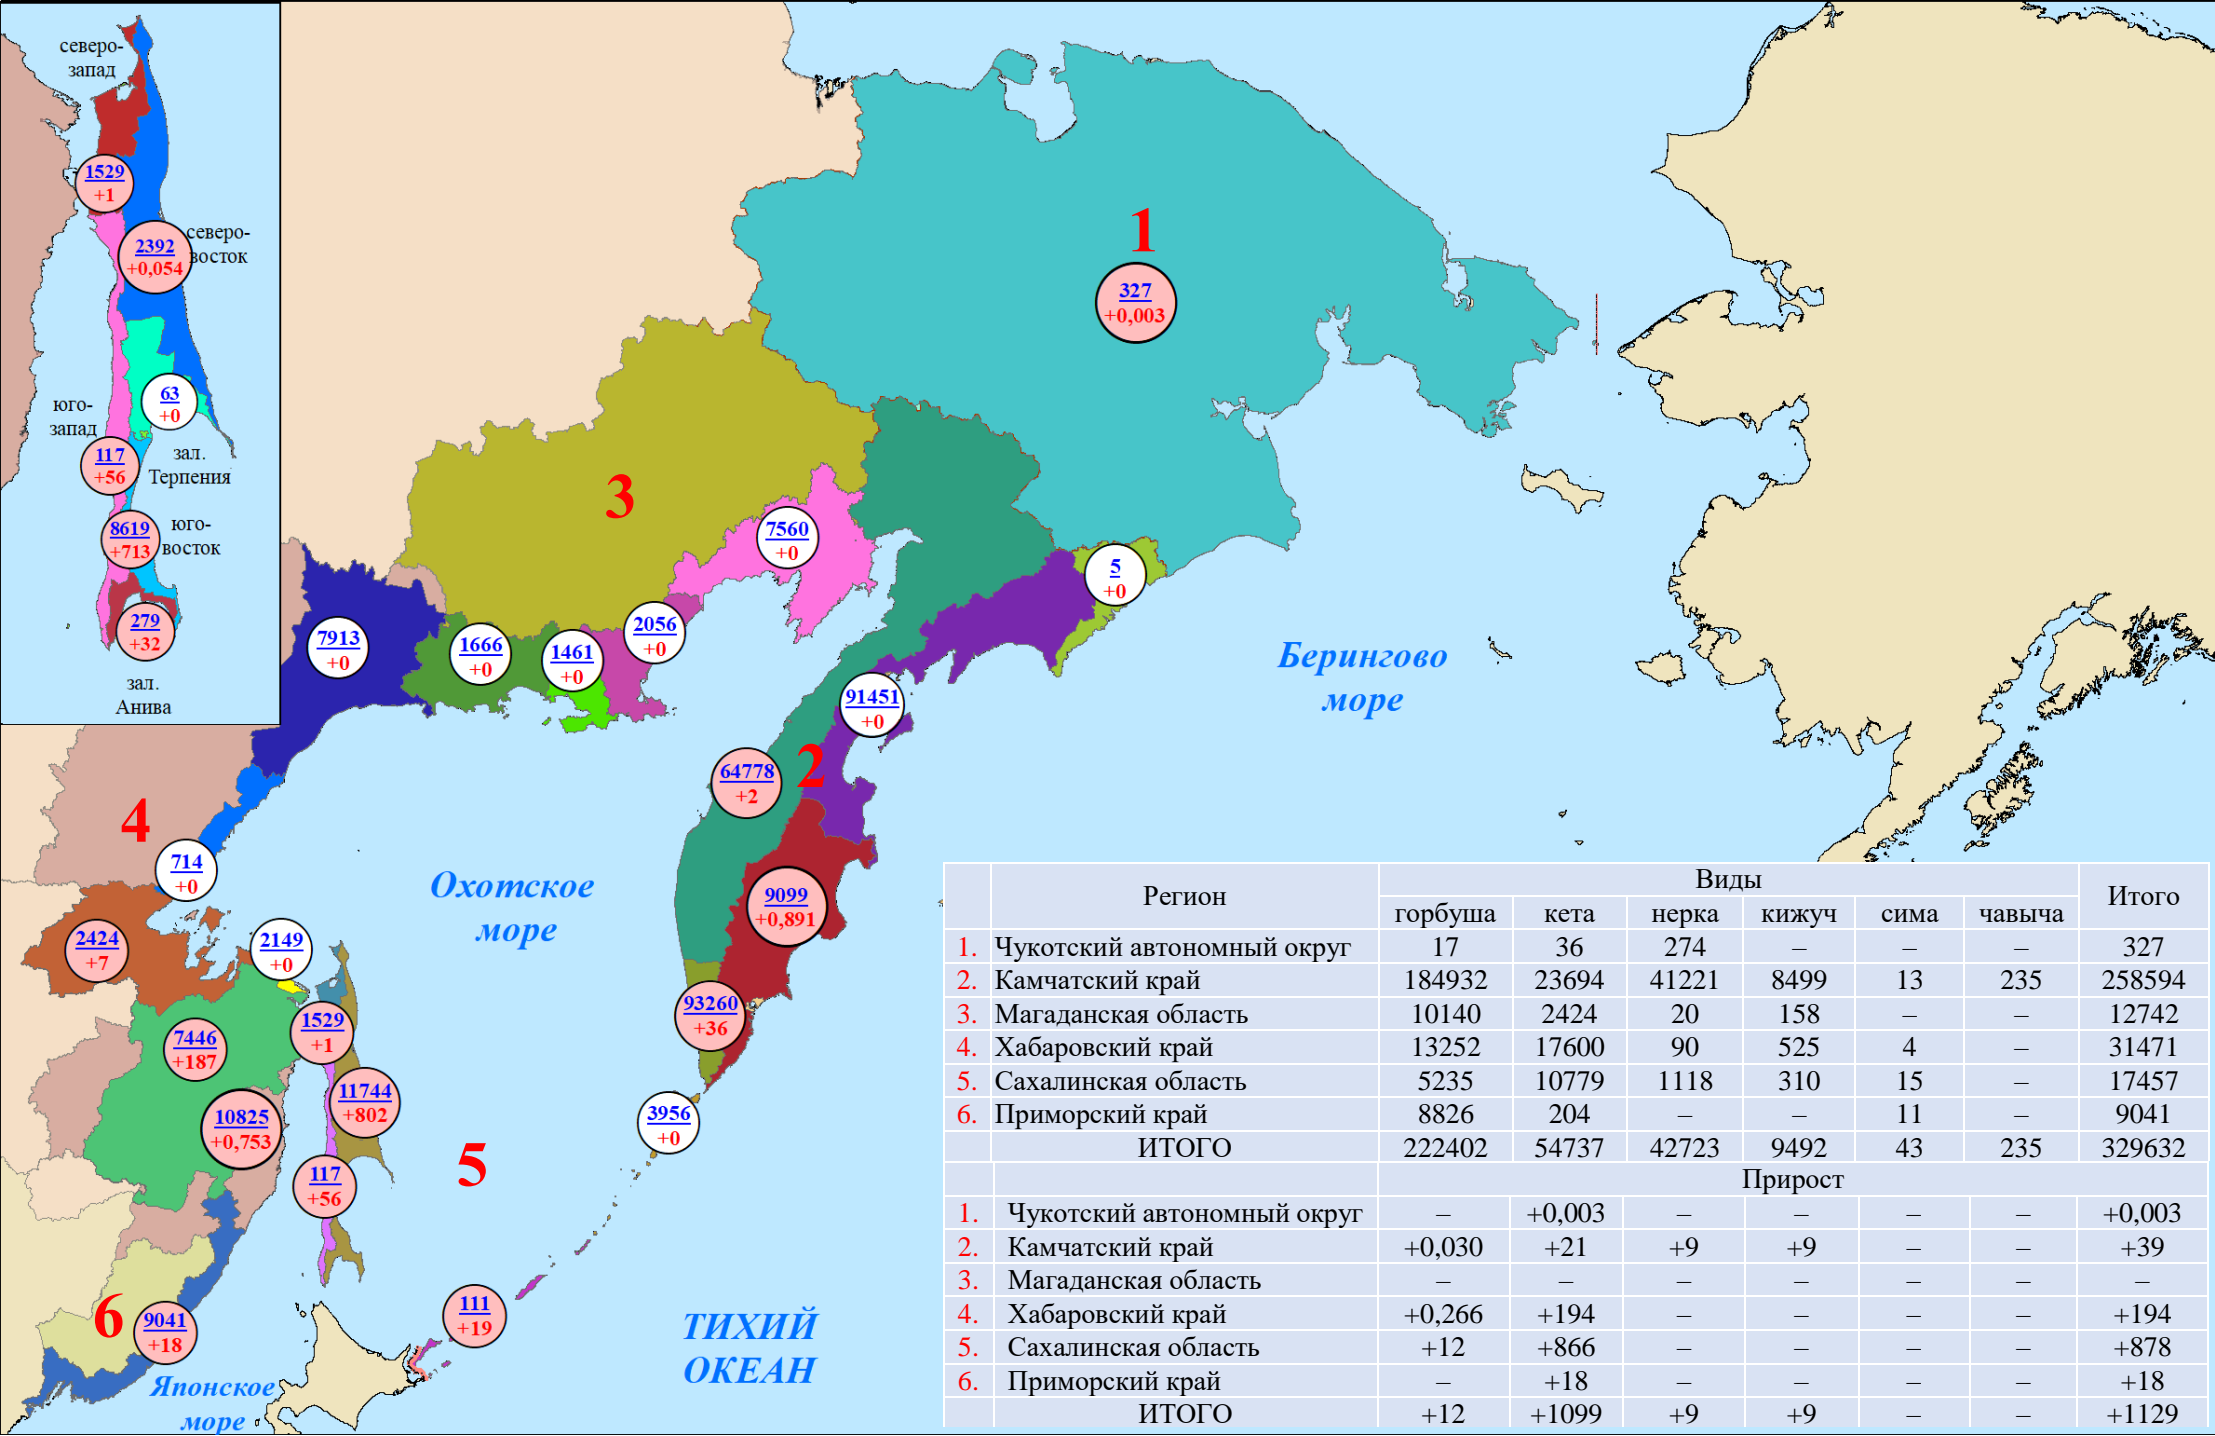 северо-
запад
1529
+1
2392
+0,054
северо-
восток
63
+0
юго-
запад
117
+56
зал.
Терпения
8619
+713
юго-
восток
279
+32
зал.
Анива
1
327
+0,003
3
7560
+0
5
+0
7913
+0
1666
+0
1461
+0
2056
+0
Берингово
море
91451
+0
64778
+2
2
4
714
+0
Охотское
море
9099
+0,891
2424
+7
2149
+0
93260
+36
1529
+1
7446
+187
11744
+802
10825
+0,753
3956
+0
117
+56
5
6
9041
+18
111
+19
ТИХИЙ
ОКЕАН
Японское
море
Регион Виды Итого
горбуша кета нерка кижуч сима чавыча
1. Чукотский автономный округ 17 36 274 – – – 327
2. Камчатский край 184932 23694 41221 8499 13 235 258594
3. Магаданская область 10140 2424 20 158 – – 12742
4. Хабаровский край 13252 17600 90 525 4 – 31471
5. Сахалинская область 5235 10779 1118 310 15 – 17457
6. Приморский край 8826 204 – – 11 – 9041
ИТОГО 222402 54737 42723 9492 43 235 329632
Прирост
1. Чукотский автономный округ – +0,003 – – – – +0,003
2. Камчатский край +0,030 +21 +9 +9 – – +39
3. Магаданская область – – – – – – –
4. Хабаровский край +0,266 +194 – – – – +194
5. Сахалинская область +12 +866 – – – – +878
6. Приморский край – +18 – – – – +18
ИТОГО +12 +1099 +9 +9 – – +1129